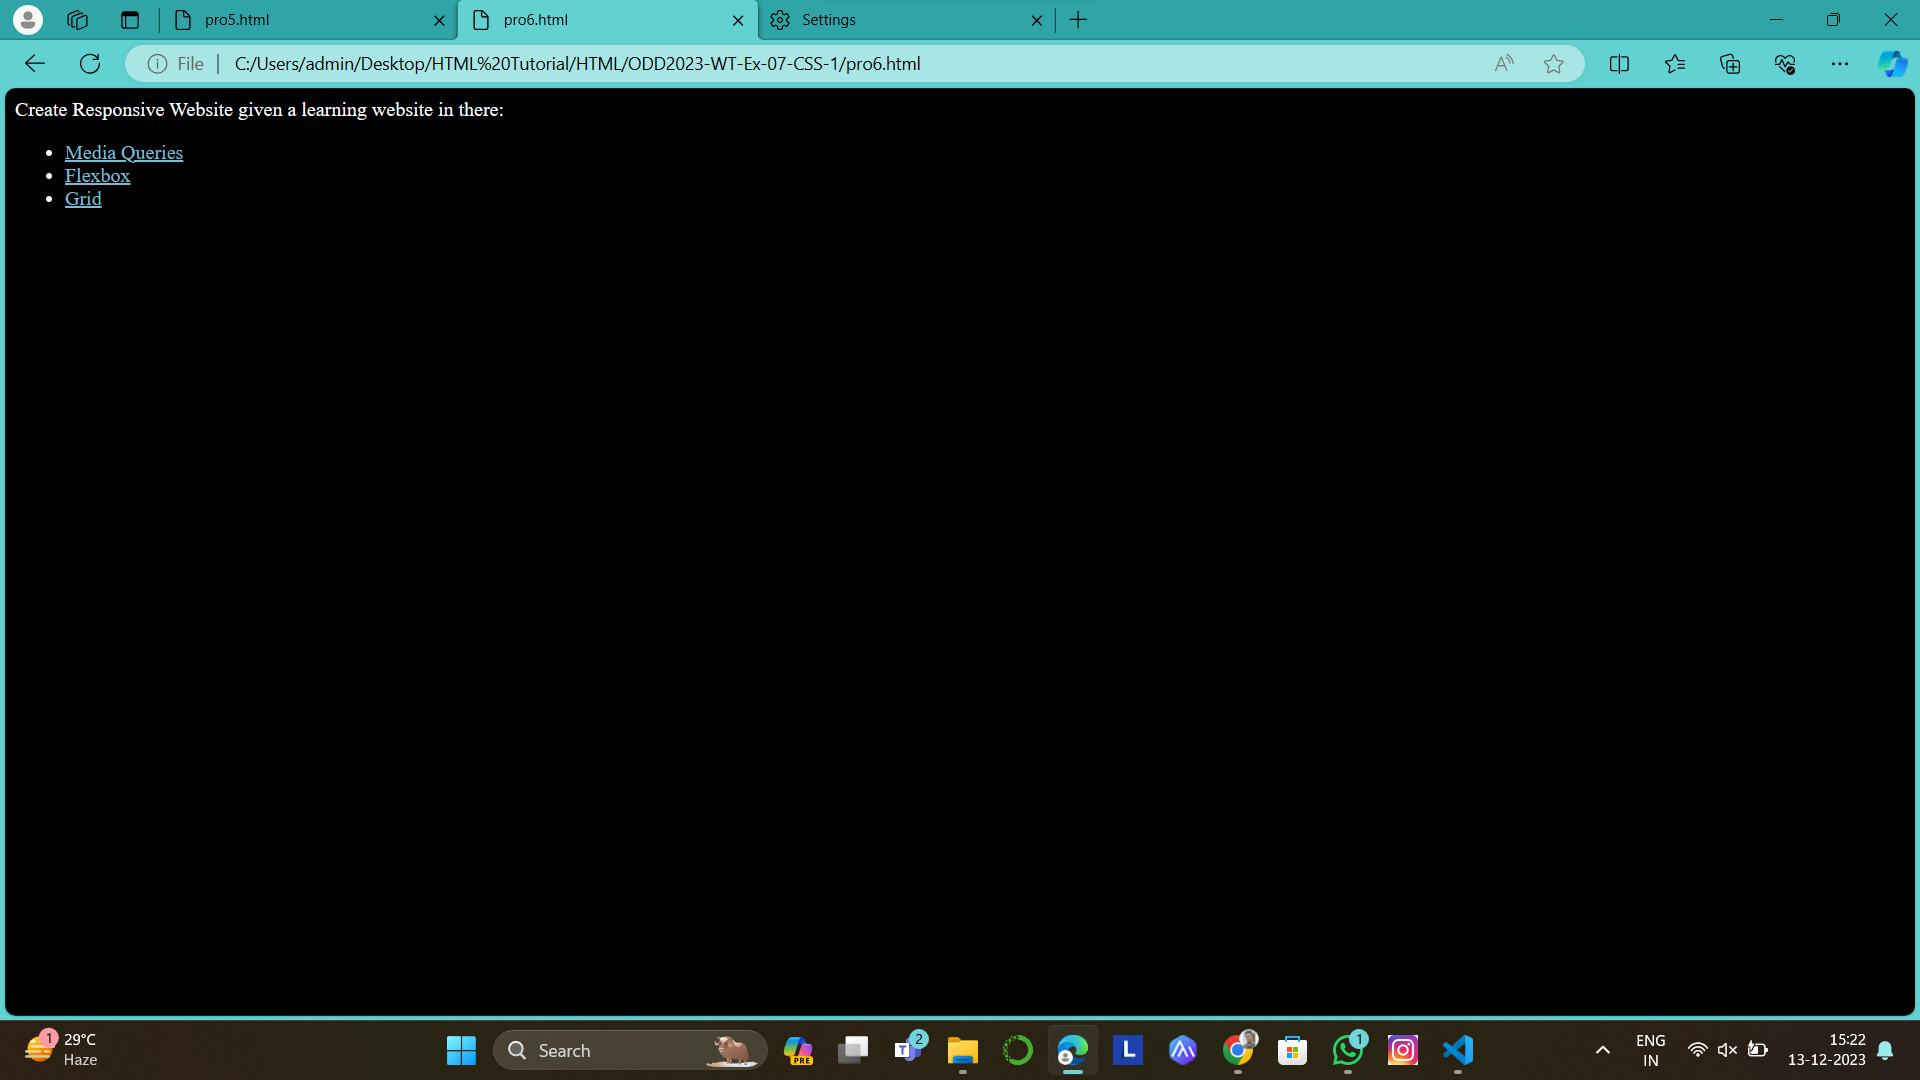 pro5.html
pro6.html
Settings
File
C:/Users/admin/Desktop/HTML%20Tutorial/HTML/ODD2023-WT-Ex-07-CSS-1/pro6.html
Create Responsive Website given a learning website in there:
Media Queries
Flexbox
Grid
1
29°C
Haze
Search
PRE
T
2
L
1
ENG
IN
15:22
13-12-2023